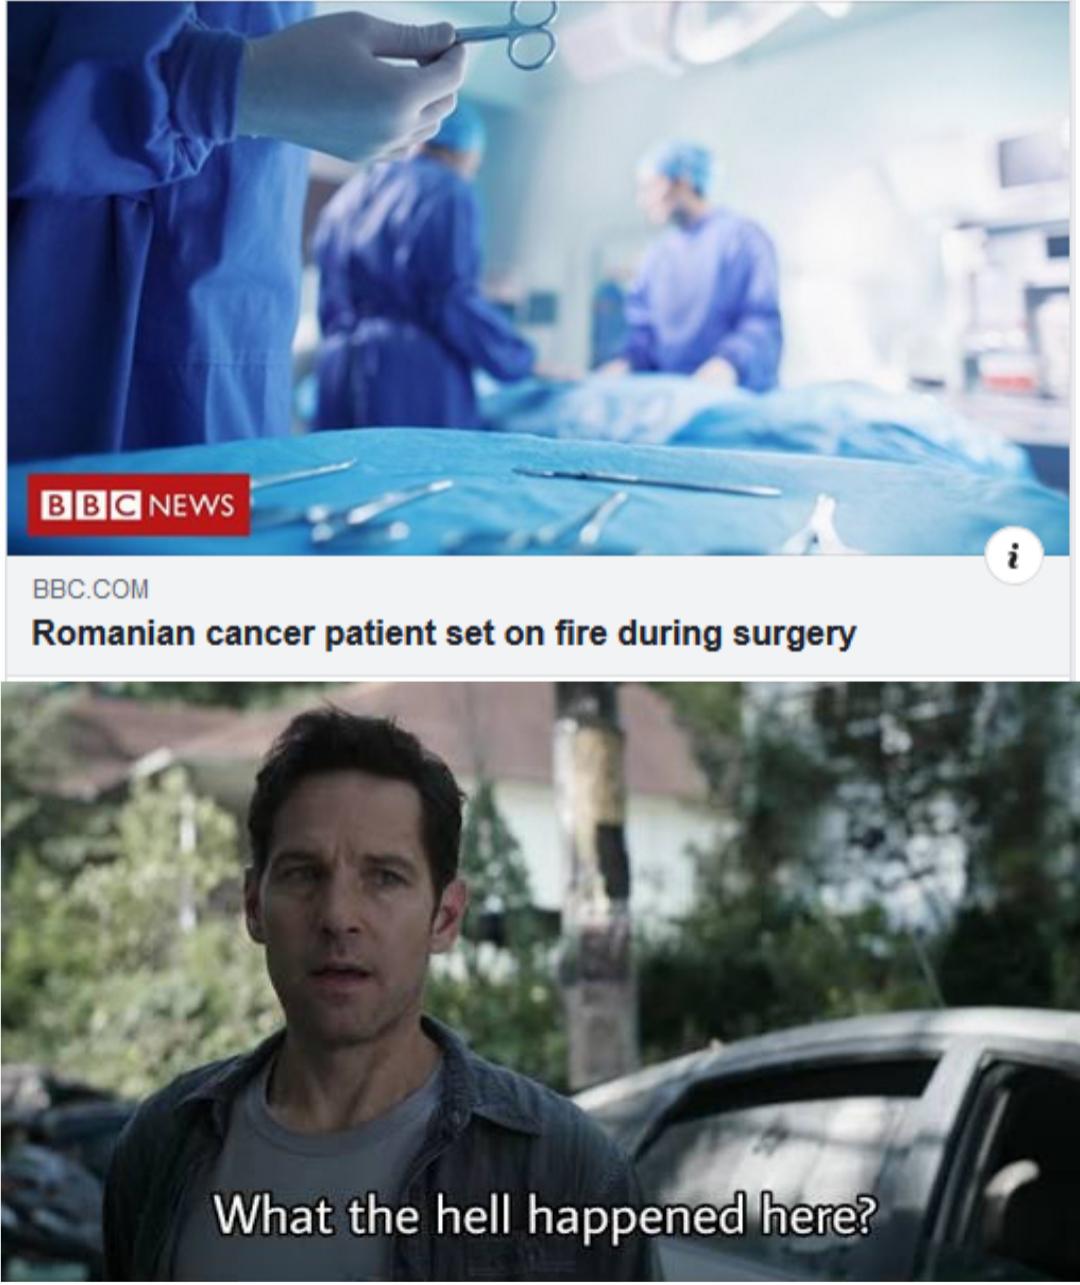 BBC NEWS
i
BBC.COM
Romanian cancer patient set on fire during surgery
What the hell happened here?